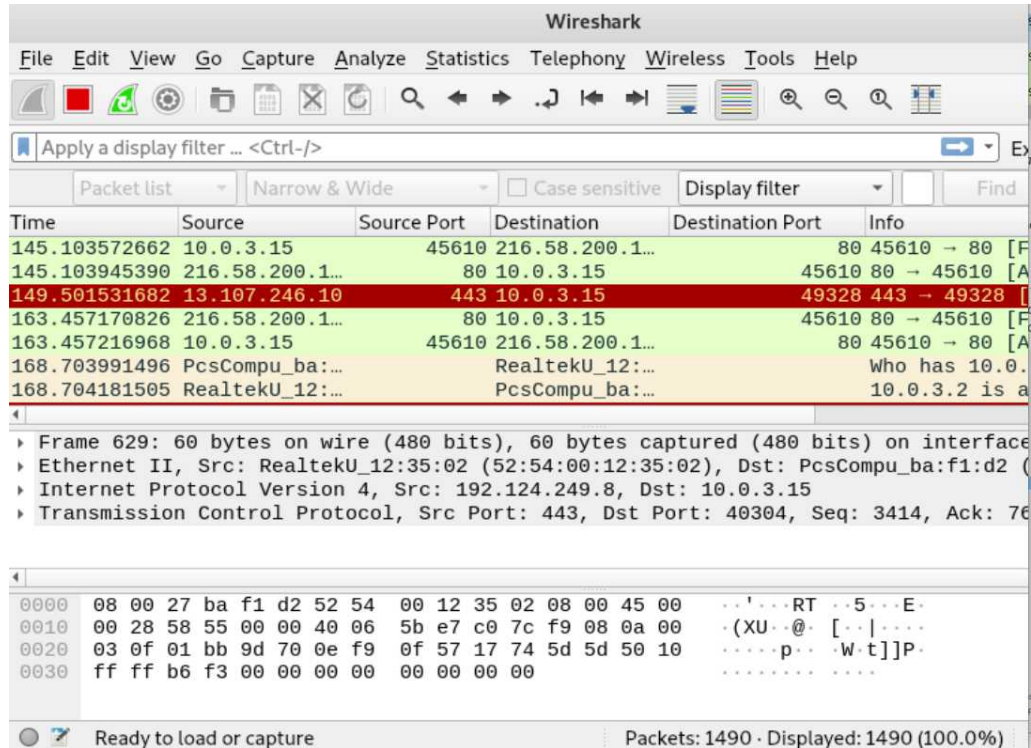 Wireshark
File Edit View Go Capture Analyze Statistics Telephony Wireless Tools Help
Apply a display filter ... <Ctrl-/>
Packet list Narrow & Wide Case sensitive Display filter Find
Time Source Source Port Destination Destination Port Info
145.103572662 10.0.3.15 45610 216.58.200.1… 80 45610 → 80 [F
145.103945390 216.58.200.1… 80 10.0.3.15 45610 80 → 45610 [A
149.501531682 13.107.246.10 443 10.0.3.15 49328 443 → 49328 [
163.457170826 216.58.200.1… 80 10.0.3.15 45610 80 → 45610 [F
163.457216968 10.0.3.15 45610 216.58.200.1… 80 45610 → 80 [A
168.703991496 PcsCompu_ba:… RealtekU_12:… Who has 10.0.
168.704181505 RealtekU_12:… PcsCompu_ba:… 10.0.3.2 is a
Frame 629: 60 bytes on wire (480 bits), 60 bytes captured (480 bits) on interface
Ethernet II, Src: RealtekU_12:35:02 (52:54:00:12:35:02), Dst: PcsCompu_ba:f1:d2 (
Internet Protocol Version 4, Src: 192.124.249.8, Dst: 10.0.3.15
Transmission Control Protocol, Src Port: 443, Dst Port: 40304, Seq: 3414, Ack: 76
0000 08 00 27 ba f1 d2 52 54 00 12 35 02 08 00 45 00 ··'···RT ··5···E·
0010 00 28 58 55 00 00 40 06 5b e7 c0 7c f9 08 0a 00 ·(XU··@· [··|····
0020 03 0f 01 bb 9d 70 0e f9 0f 57 17 74 5d 5d 50 10 ·····p·· ·W·t]]P·
0030 ff ff b6 f3 00 00 00 00 00 00 00 00 ········ ····
Ready to load or capture Packets: 1490 · Displayed: 1490 (100.0%)